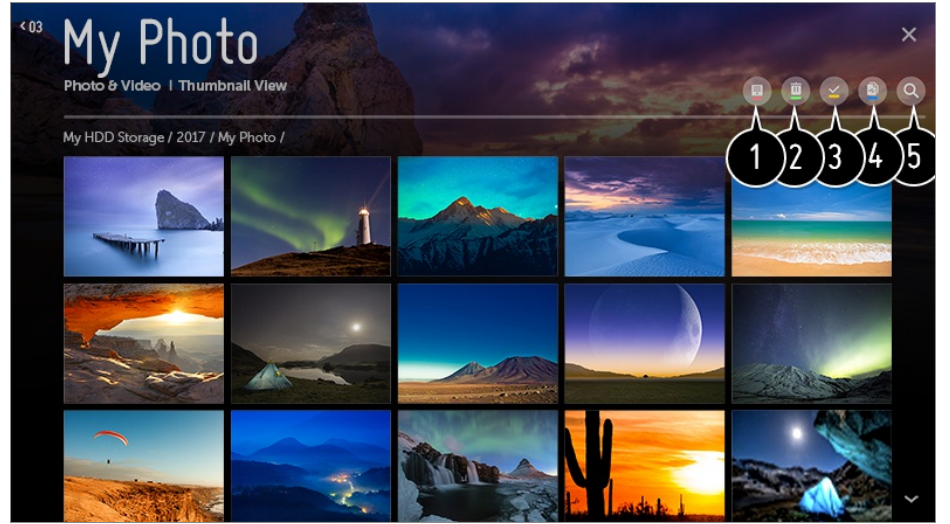 03
My Photo
Photo & Video | Thumbnail View
My HDD Storage / 2017 / My Photo /
1 2 3 4 5